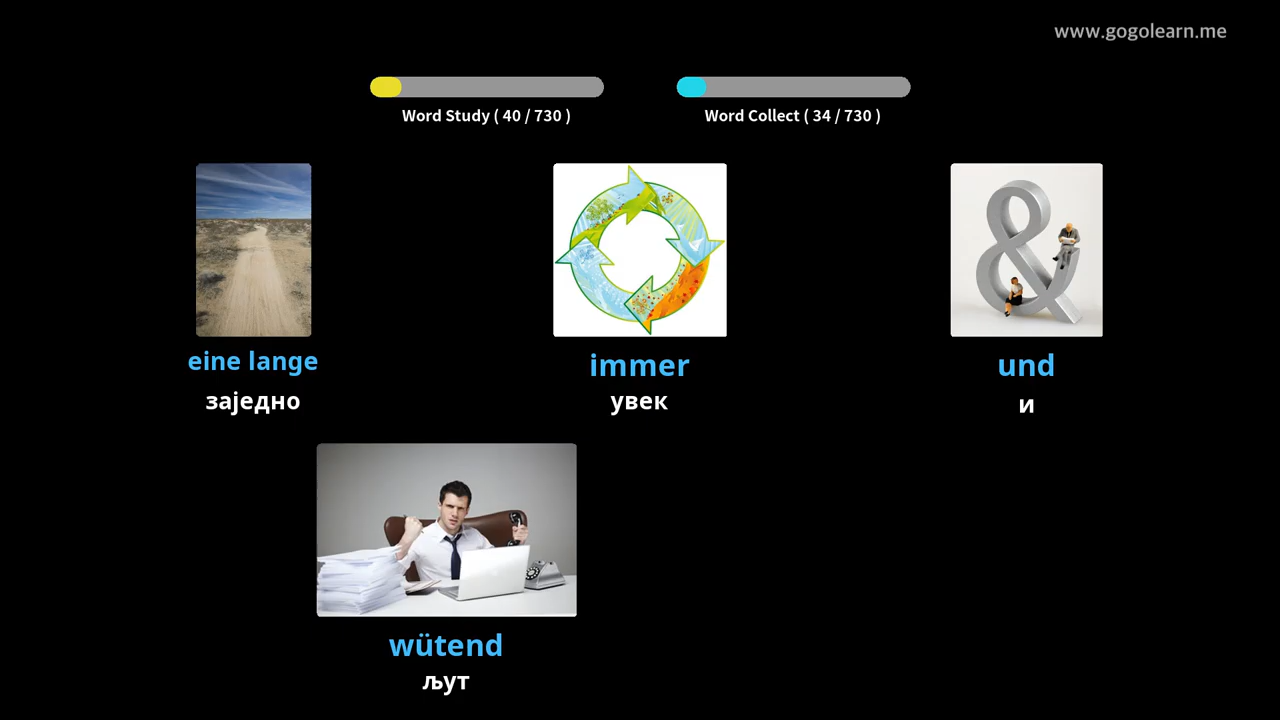 www.gogolearn.me
Word Study ( 40 / 730 )
Word Collect ( 34 / 730 )
eine lange
заједно
immer
увек
und
и
wütend
љут